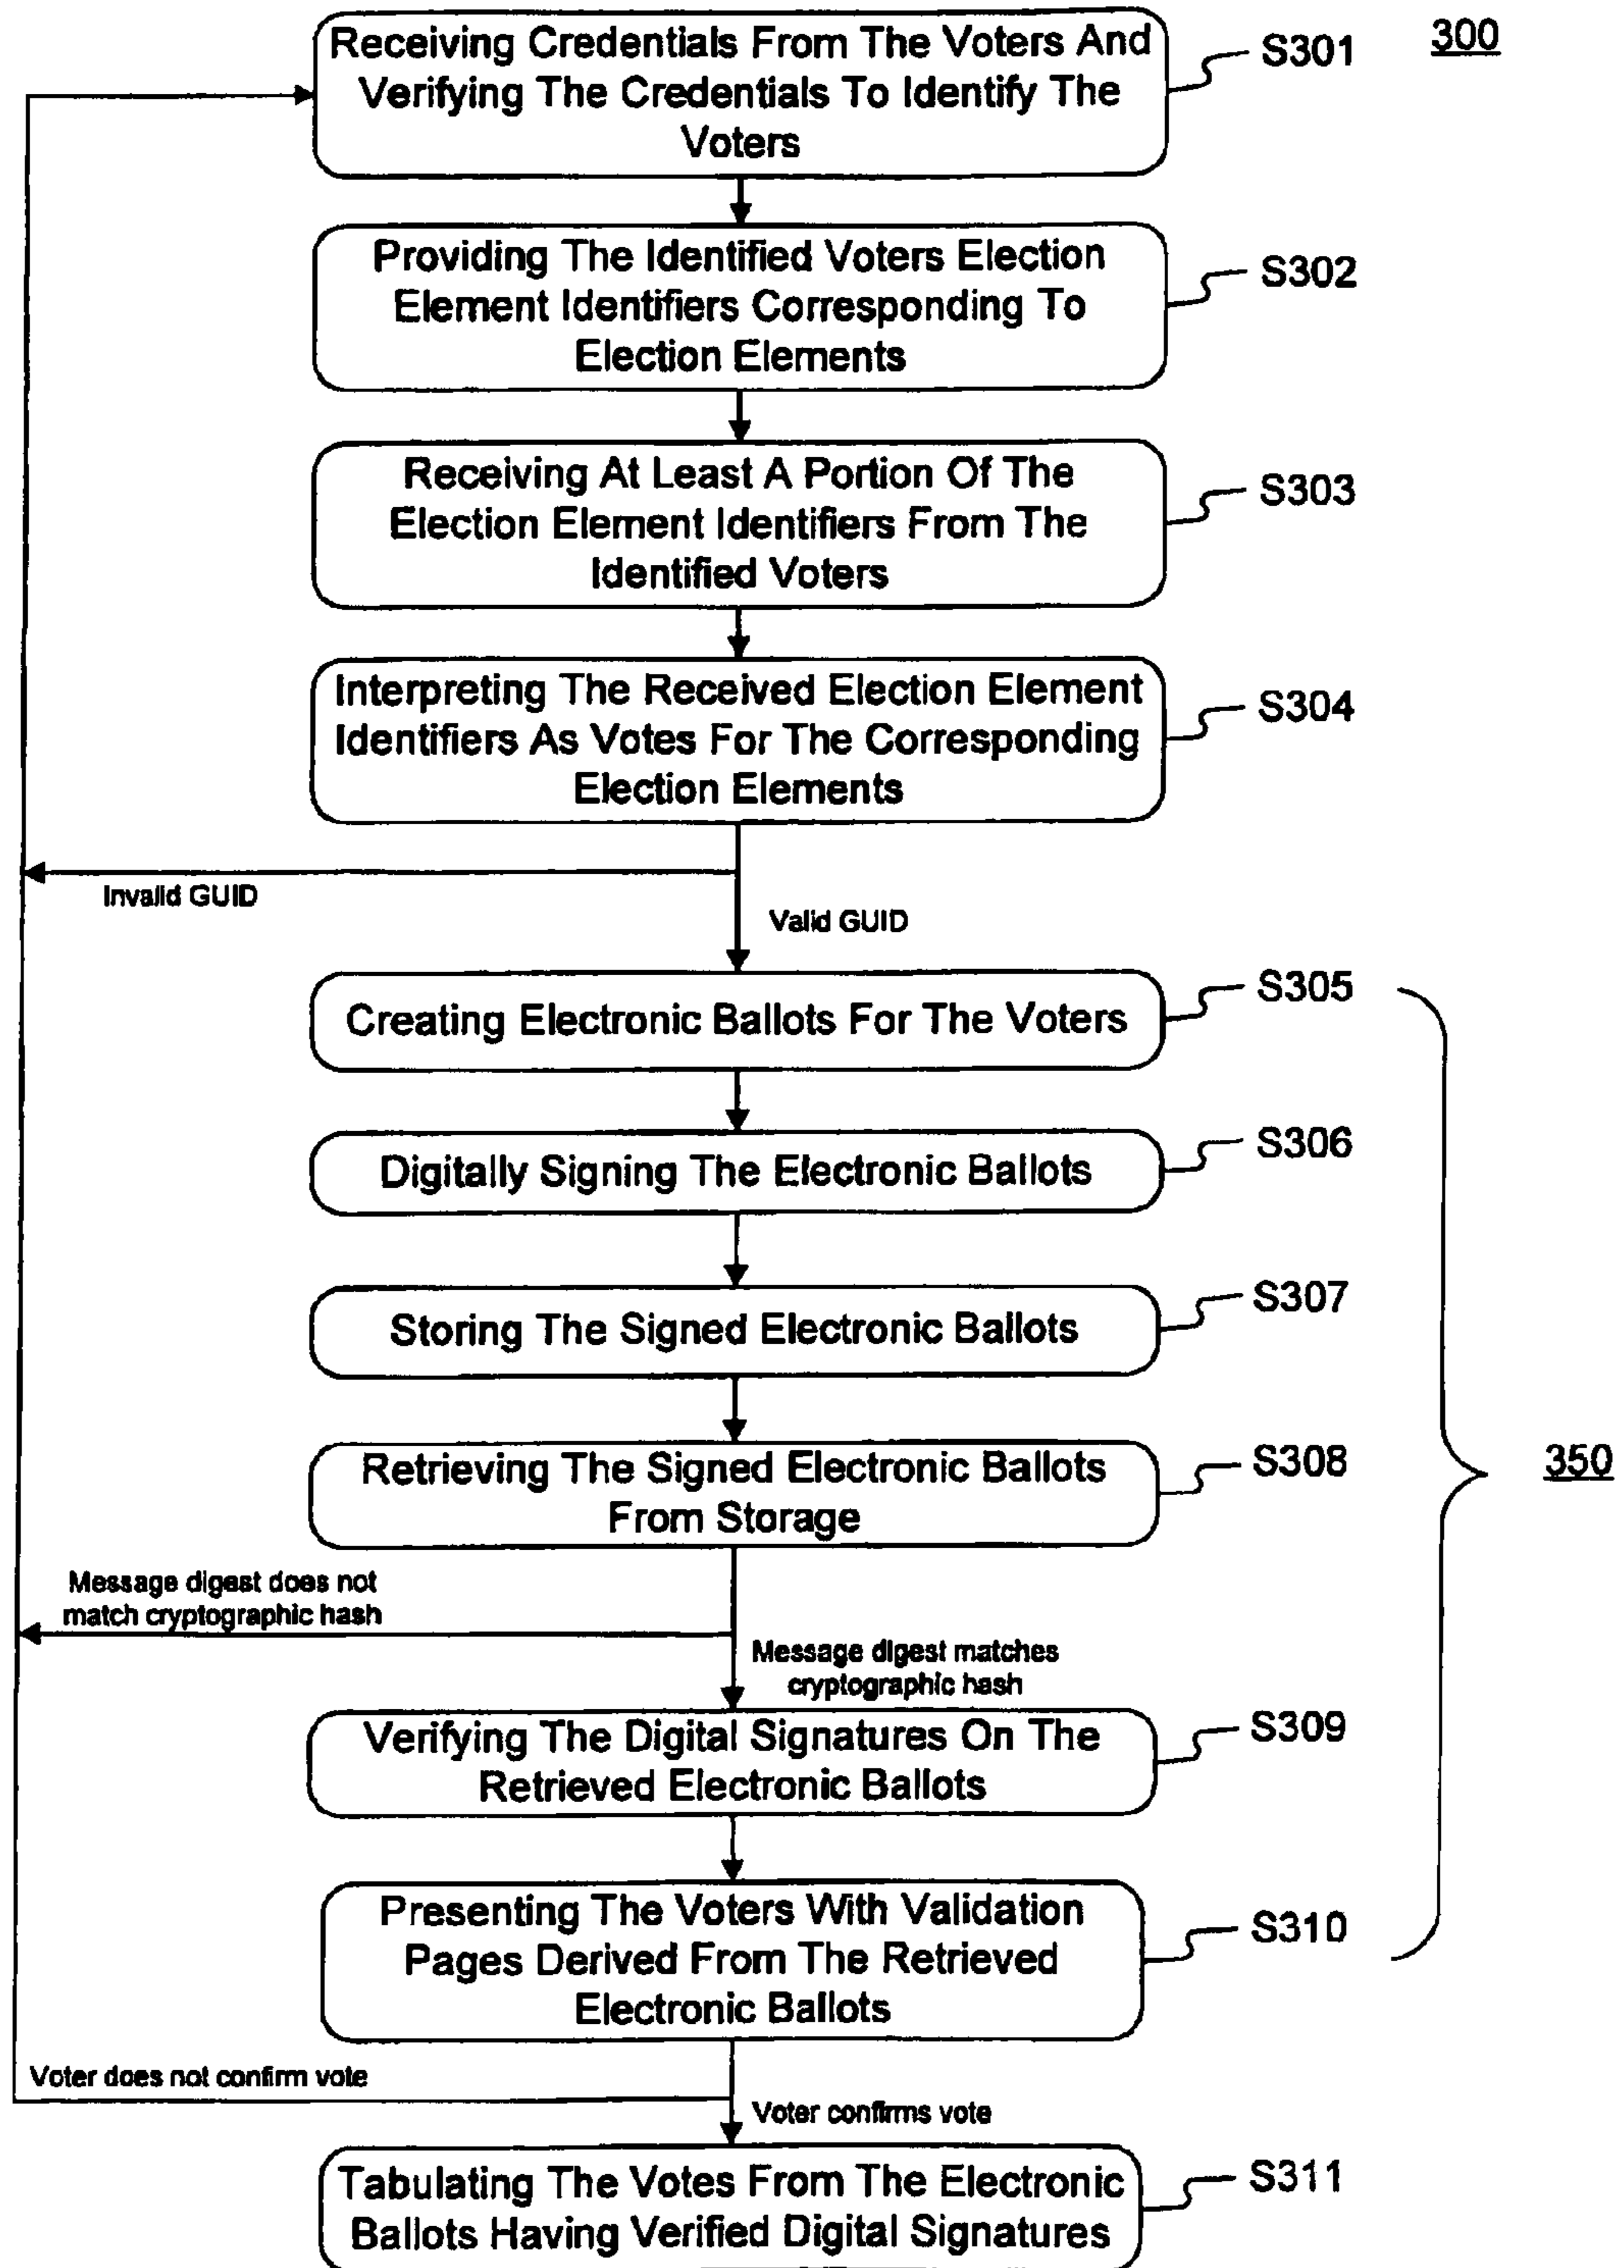 300
Receiving Credentials From The Voters And
Verifying The Credentials To Identify The
Voters
S301
Providing The Identified Voters Election
Element Identifiers Corresponding To
Election Elements
S302
Receiving At Least A Portion Of The
Election Element Identifiers From The
Identified Voters
S303
Interpreting The Received Election Element
Identifiers As Votes For The Corresponding
Election Elements
S304
Invalid GUID
Valid GUID
Creating Electronic Ballots For The Voters
S305
Digitally Signing The Electronic Ballots
S306
Storing The Signed Electronic Ballots
S307
Retrieving The Signed Electronic Ballots
From Storage
S308
350
Message digest does not
match cryptographic hash
Message digest matches
cryptographic hash
Verifying The Digital Signatures On The
Retrieved Electronic Ballots
S309
Presenting The Voters With Validation
Pages Derived From The Retrieved
Electronic Ballots
S310
Voter does not confirm vote
Voter confirms vote
Tabulating The Votes From The Electronic
Ballots Having Verified Digital Signatures
S311